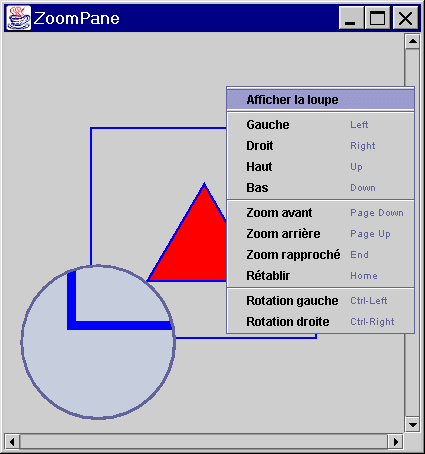 ZoomPane
Afficher la loupe
Gauche Left
Droit Right
Haut Up
Bas Down
Zoom avant Page Down
Zoom arrière Page Up
Zoom rapproché End
Rétablir Home
Rotation gauche Ctrl-Left
Rotation droite Ctrl-Right